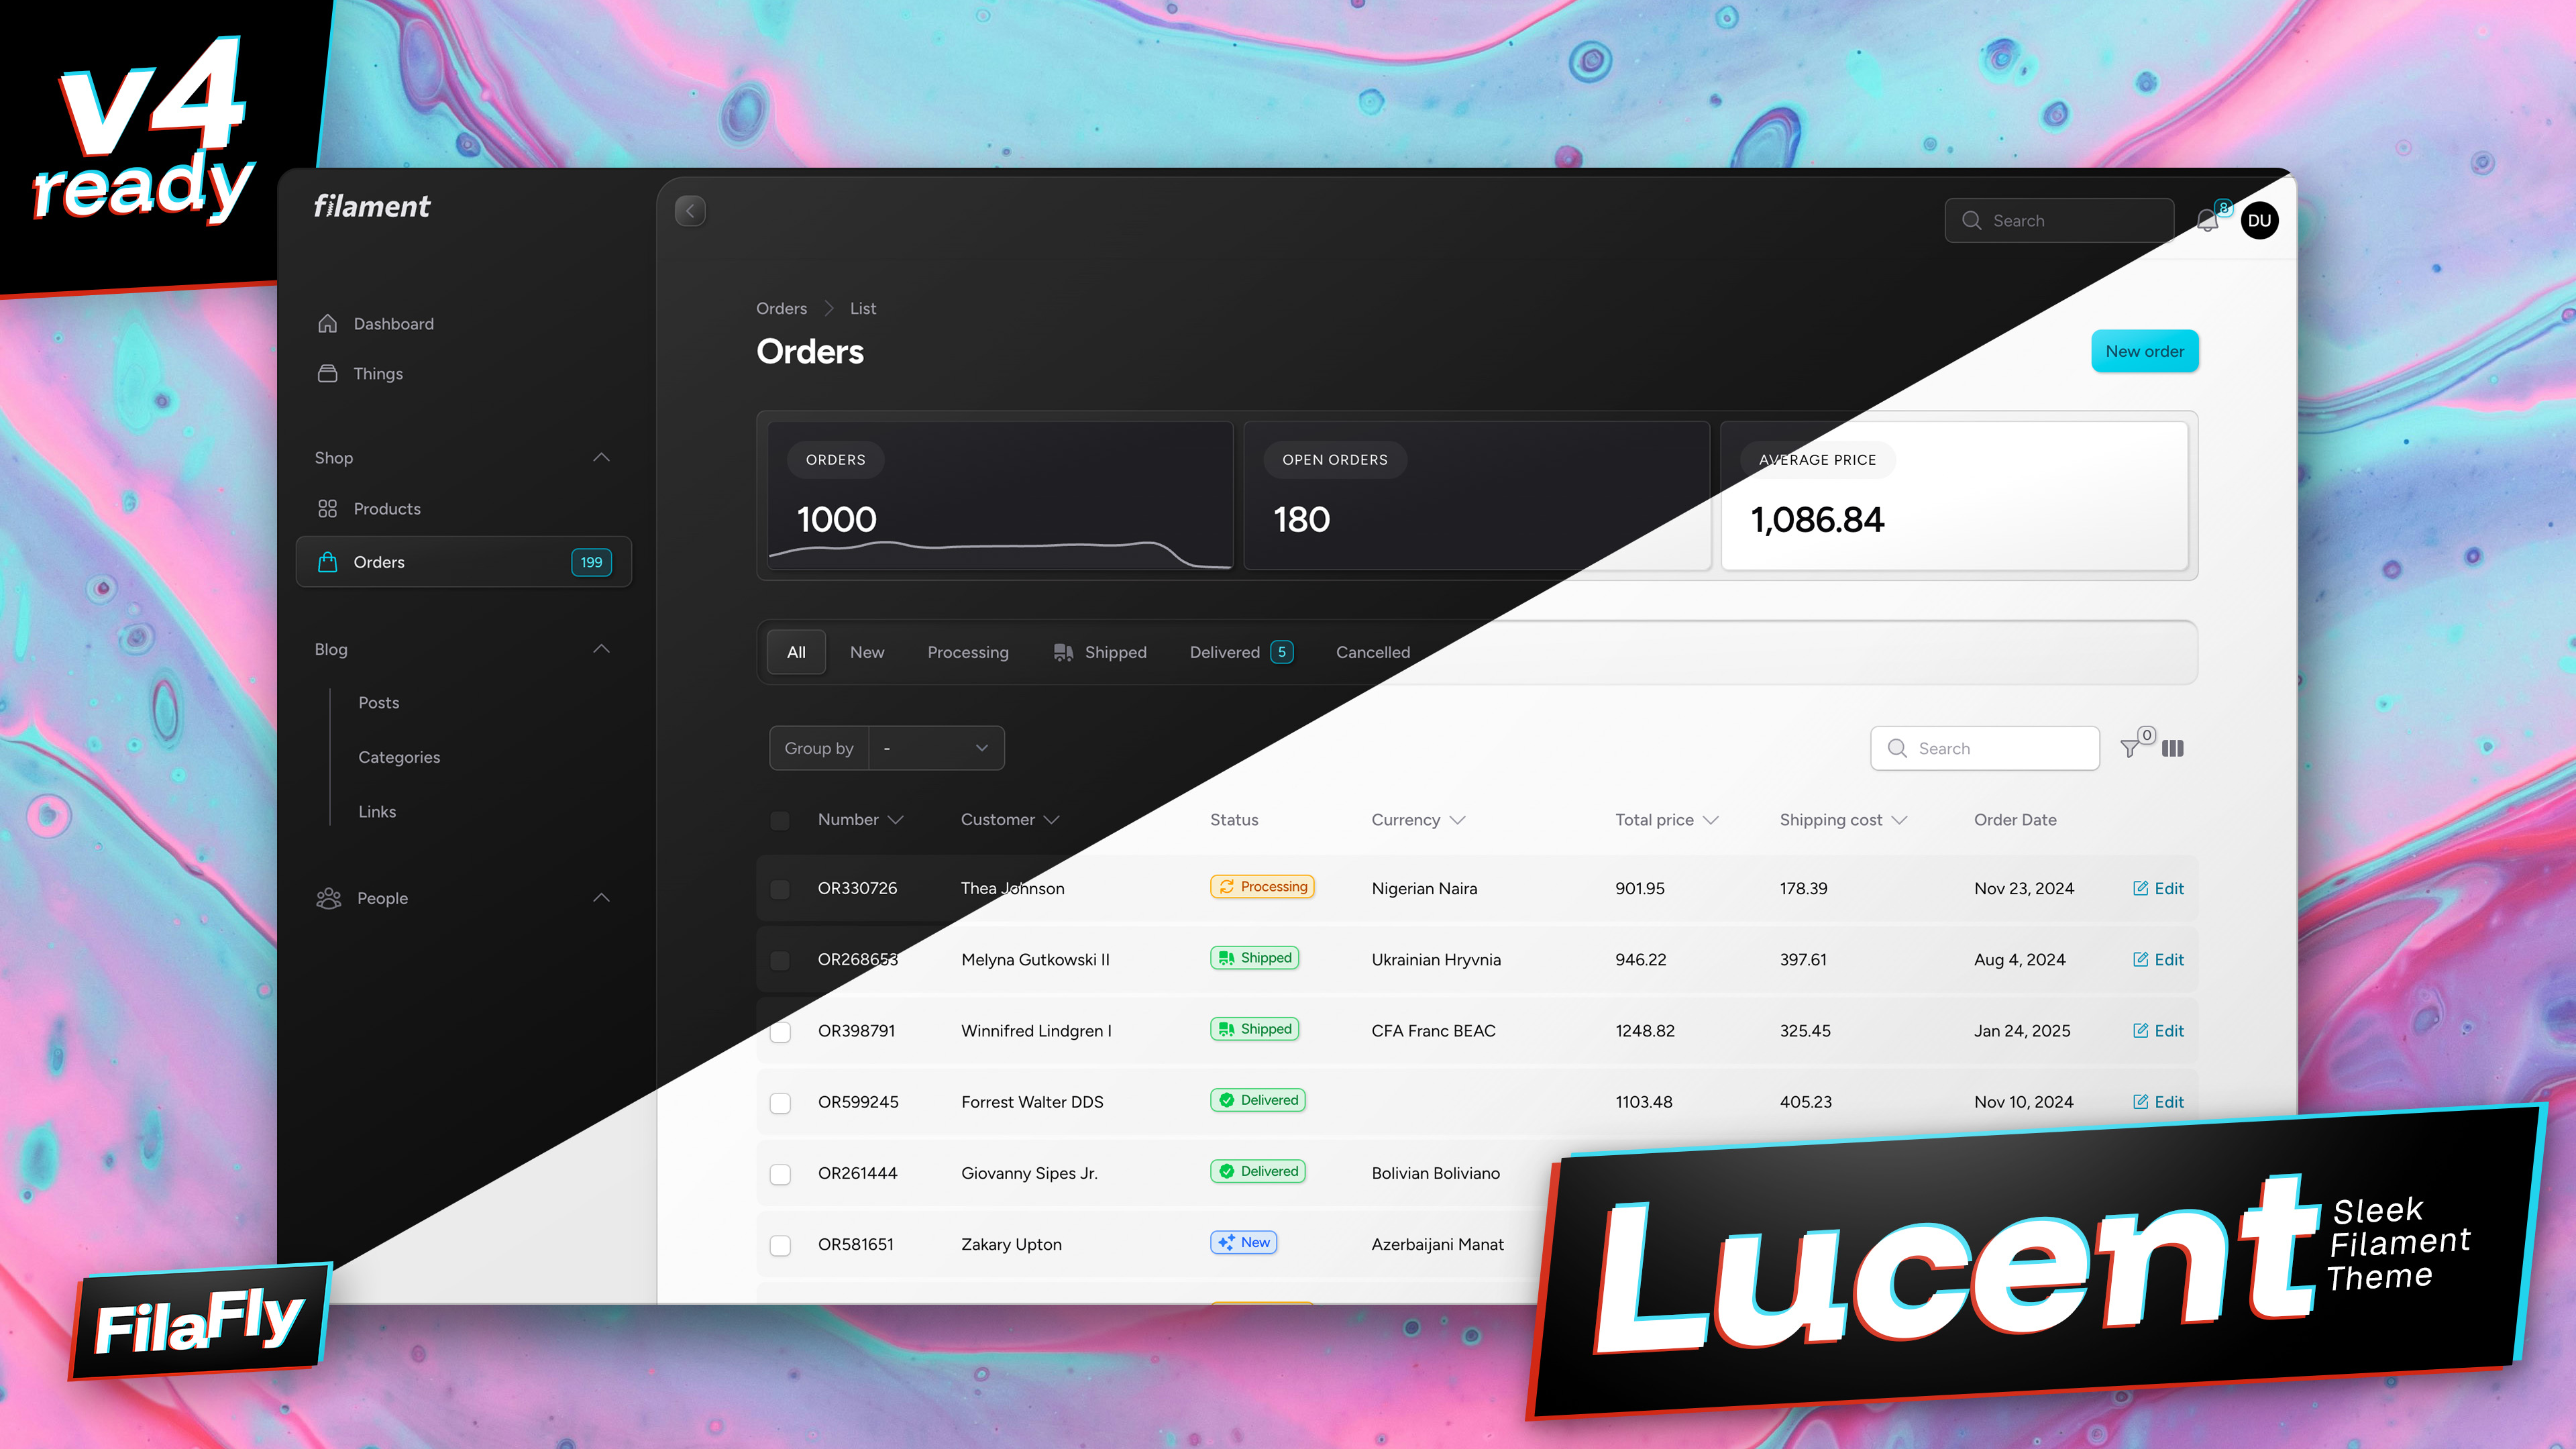 v4
ready
filament
Search
8
DU
Dashboard
Things
Shop
Products
Orders 199
Blog
Posts
Categories
Links
People
Orders List
Orders
New order
ORDERS
1000
OPEN ORDERS
180
AVERAGE PRICE
1,086.84
All New Processing Shipped Delivered 5 Cancelled
Group by -
Search
0
Number Customer Status Currency Total price Shipping cost Order Date
OR330726 Thea Johnson Processing Nigerian Naira 901.95 178.39 Nov 23, 2024 Edit
OR268653 Melyna Gutkowski II Shipped Ukrainian Hryvnia 946.22 397.61 Aug 4, 2024 Edit
OR398791 Winnifred Lindgren I Shipped CFA Franc BEAC 1248.82 325.45 Jan 24, 2025 Edit
OR599245 Forrest Walter DDS Delivered 1103.48 405.23 Nov 10, 2024 Edit
OR261444 Giovanny Sipes Jr. Delivered Bolivian Boliviano
OR581651 Zakary Upton New Azerbaijani Manat
FilaFly
Lucent
Sleek
Filament
Theme